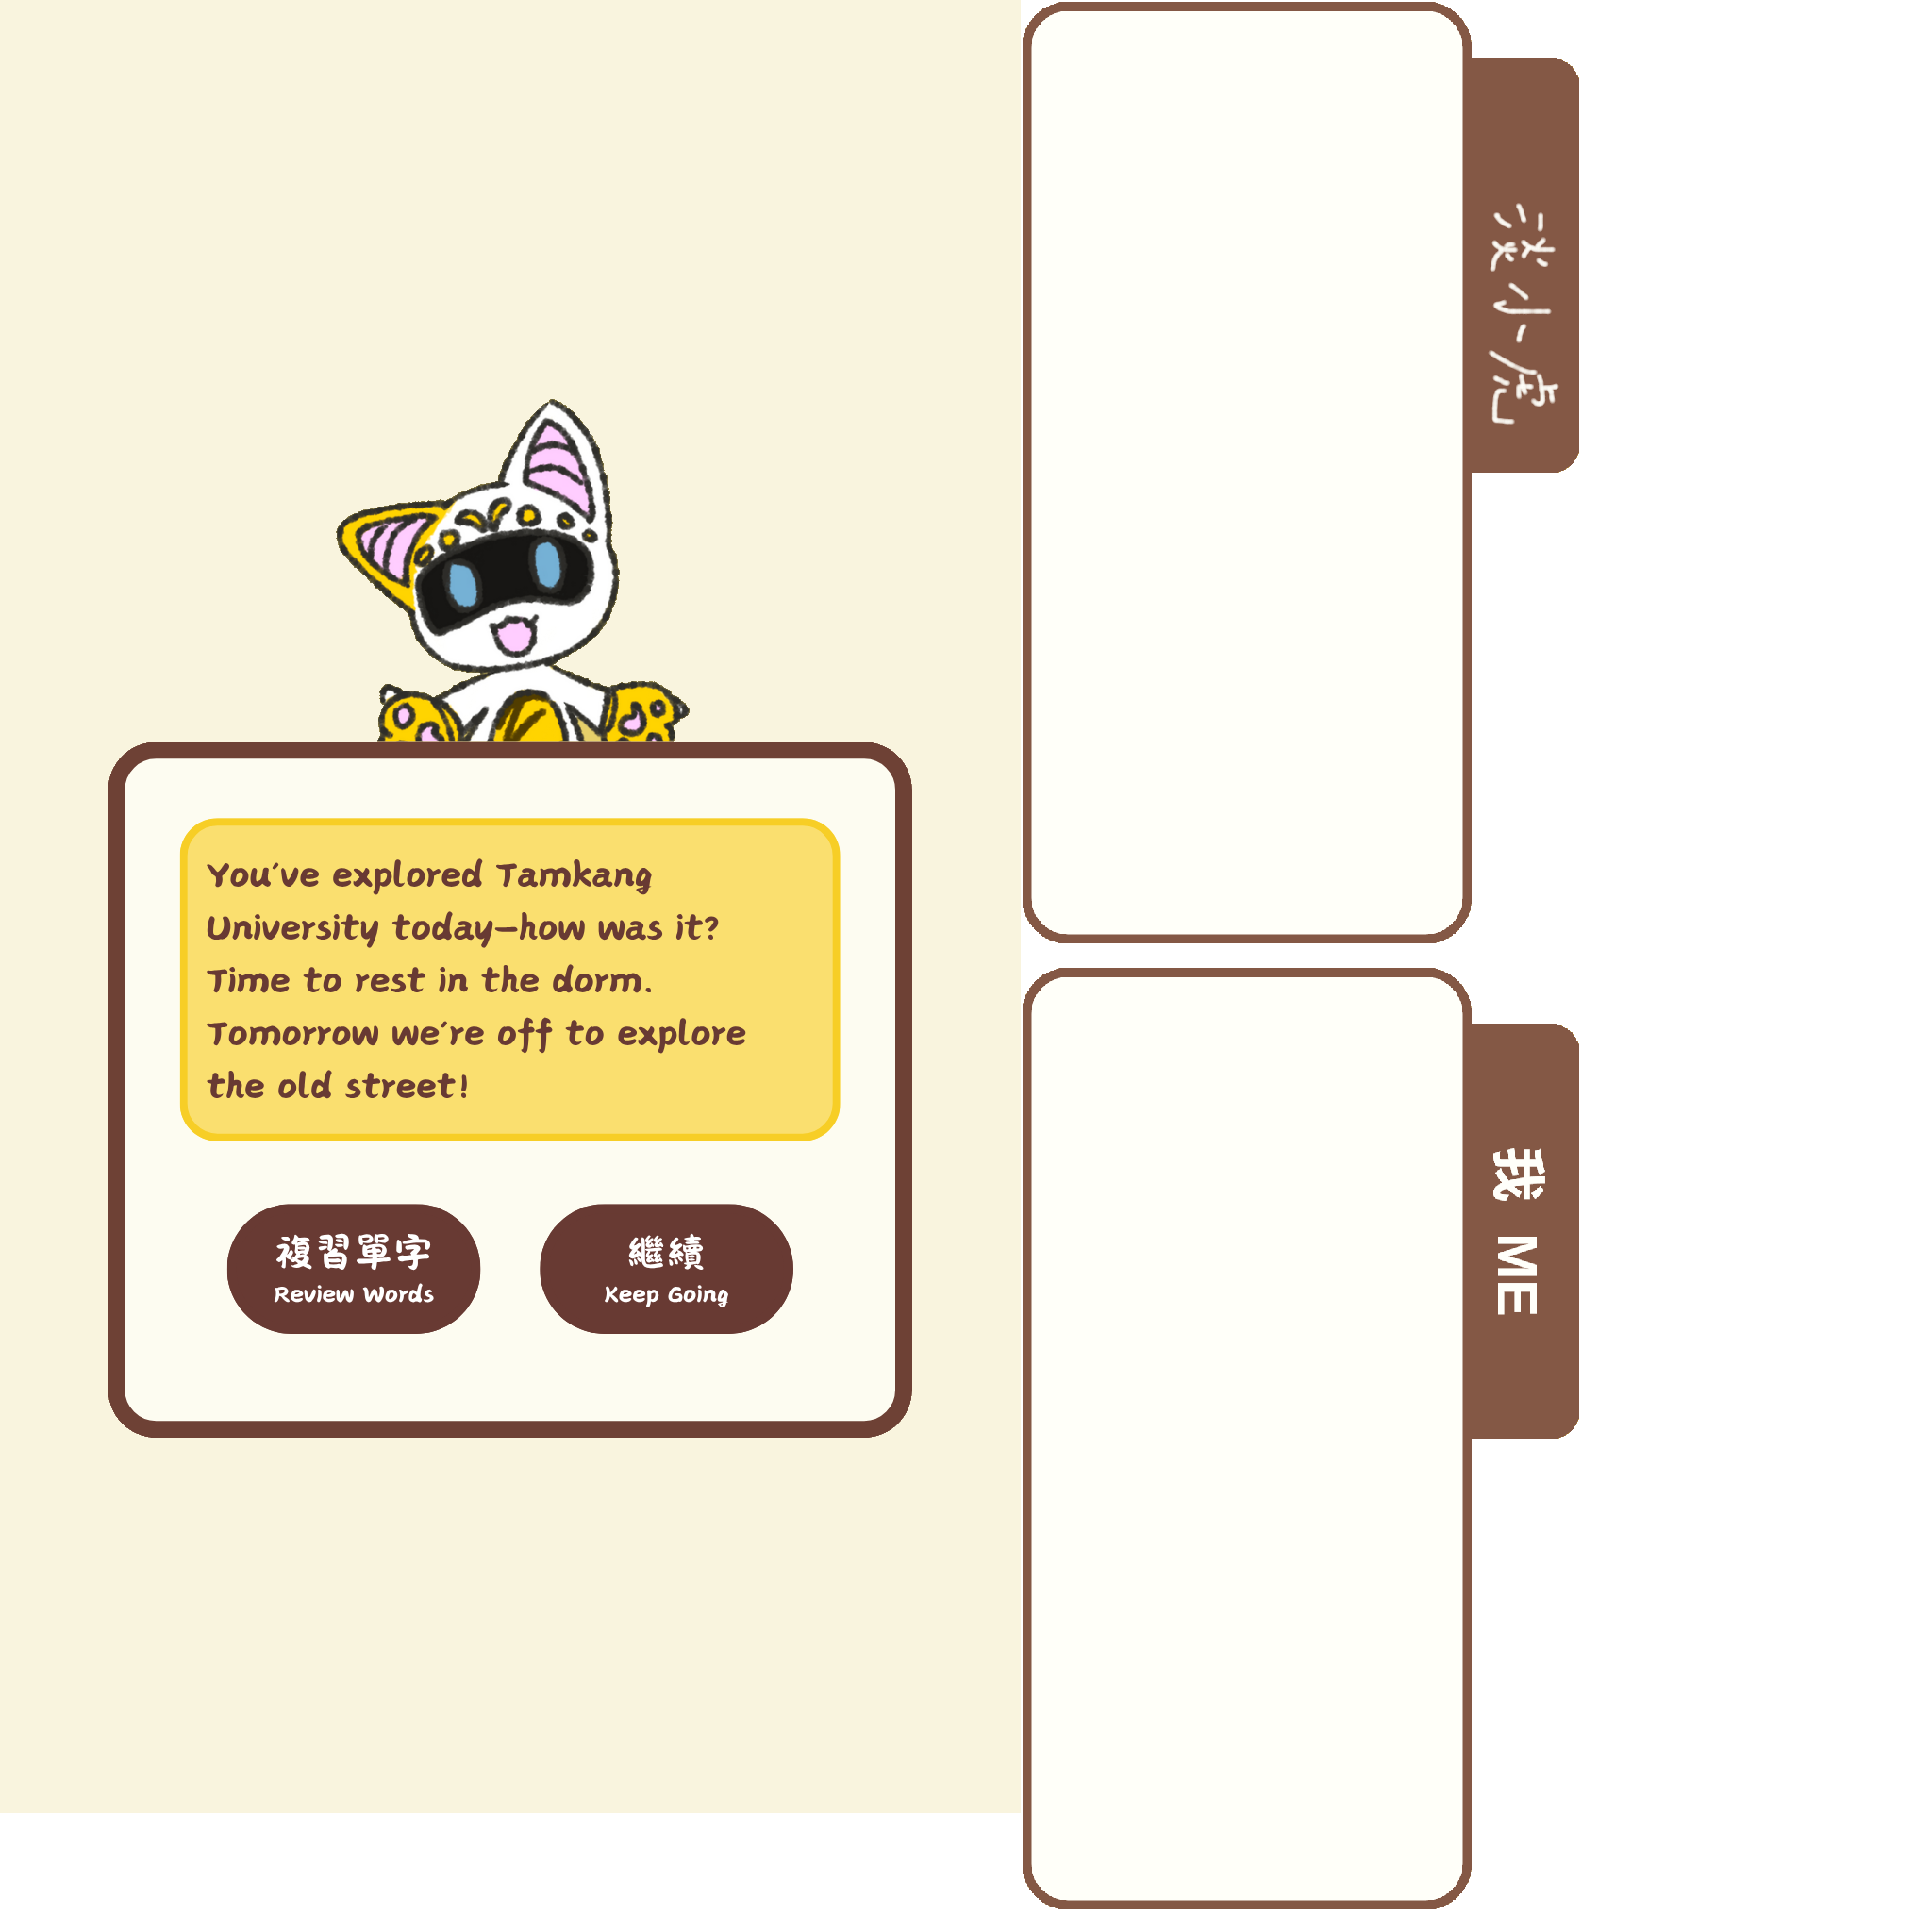 You've explored Tamkang
University today—how was it?
Time to rest in the dorm.
Tomorrow we're off to explore
the old street!
複習單字
Review Words
繼續
Keep Going
淡小虎
我 ME